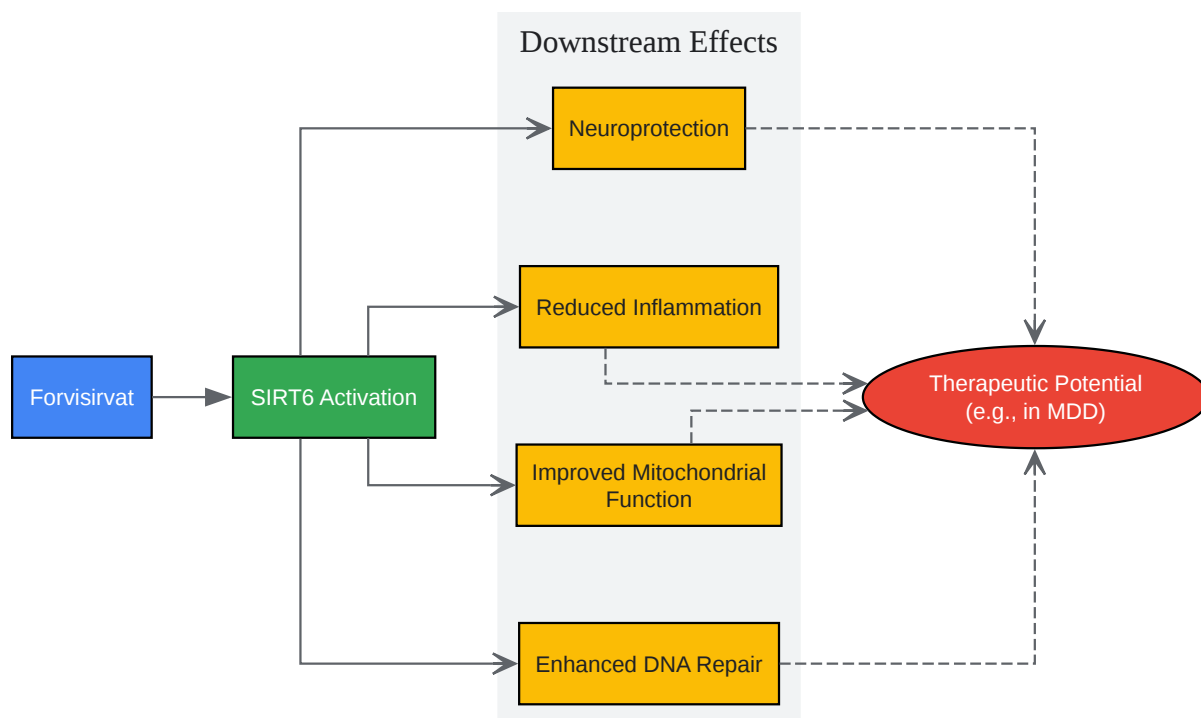 Downstream Effects
Neuroprotection
Reduced Inflammation
Forvisirvat
SIRT6 Activation
Therapeutic Potential
(e.g., in MDD)
Improved Mitochondrial
Function
Enhanced DNA Repair